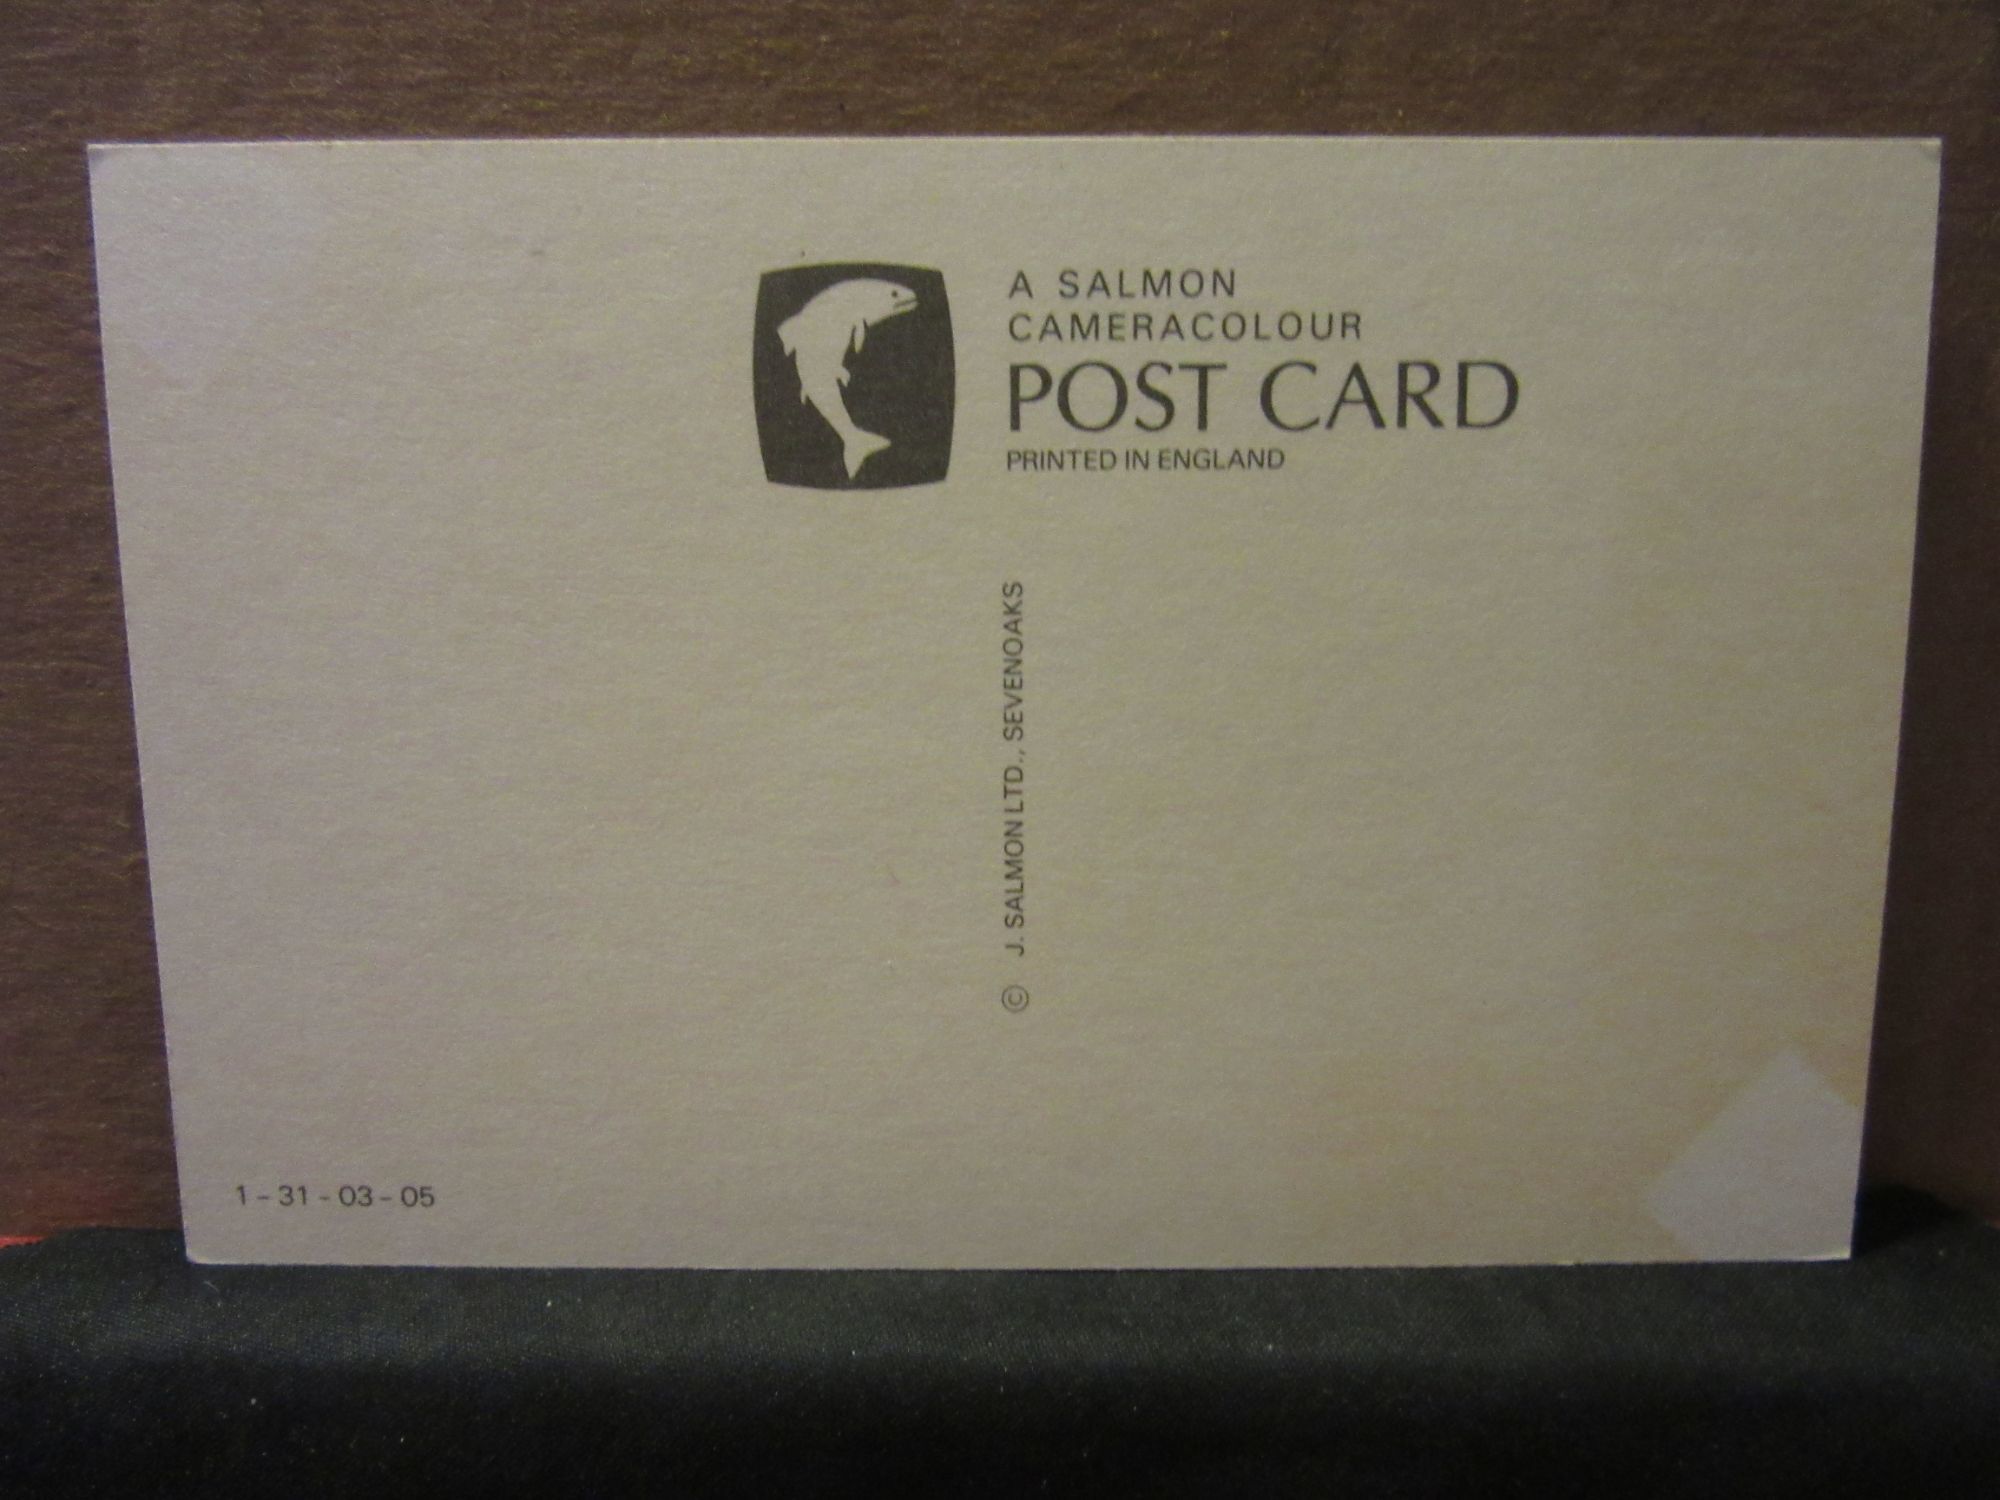 A SALMON
CAMERACOLOUR
POST CARD
PRINTED IN ENGLAND
© J. SALMON LTD., SEVENOAKS
1-31-03-05